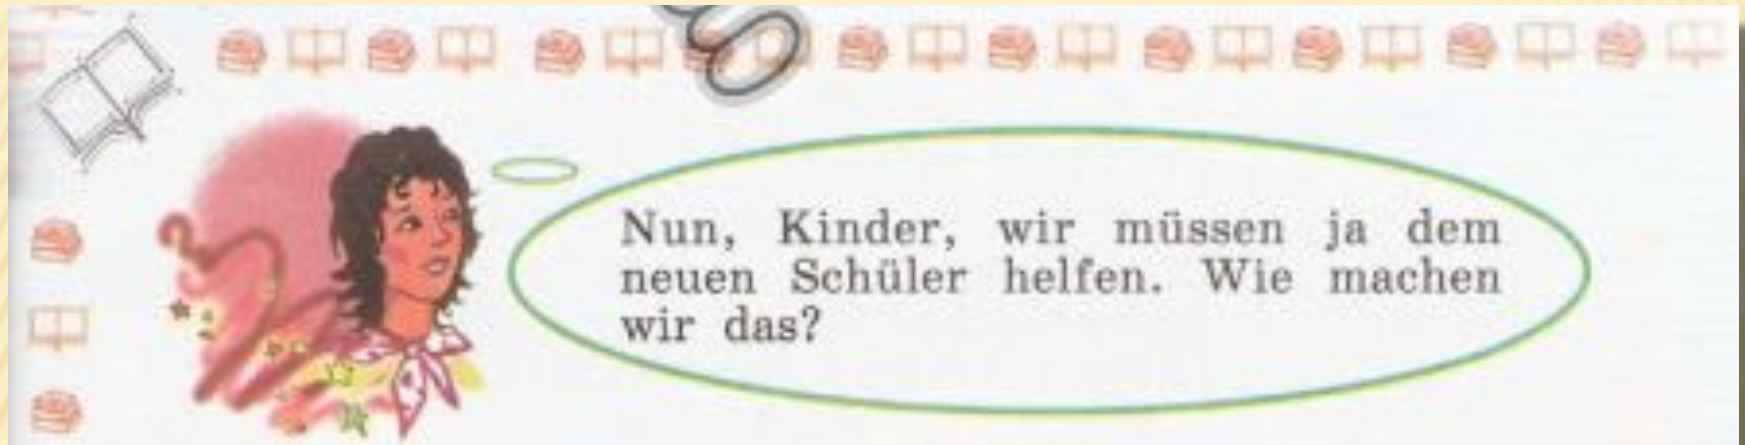 Nun, Kinder, wir müssen ja dem
neuen Schüler helfen. Wie machen
wir das?